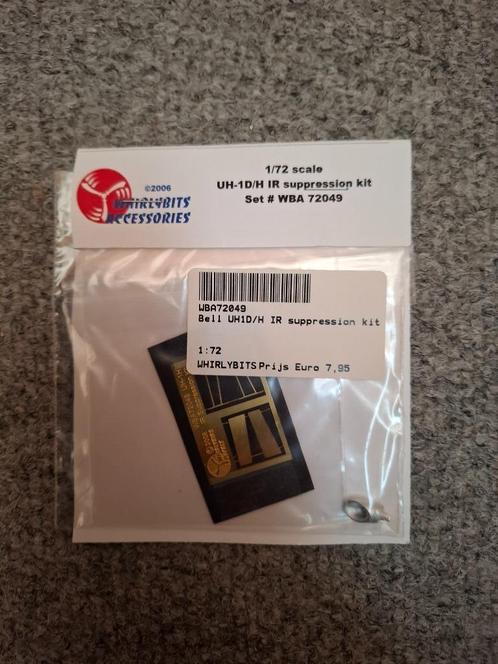 ©2006
WHIRLYBITS
ACCESSORIES
1/72 scale
UH-1D/H IR suppression kit
Set # WBA 72049
WBA72049
Bell UH1D/H IR suppression kit
1:72
WHIRLYBITS Prijs Euro 7,95